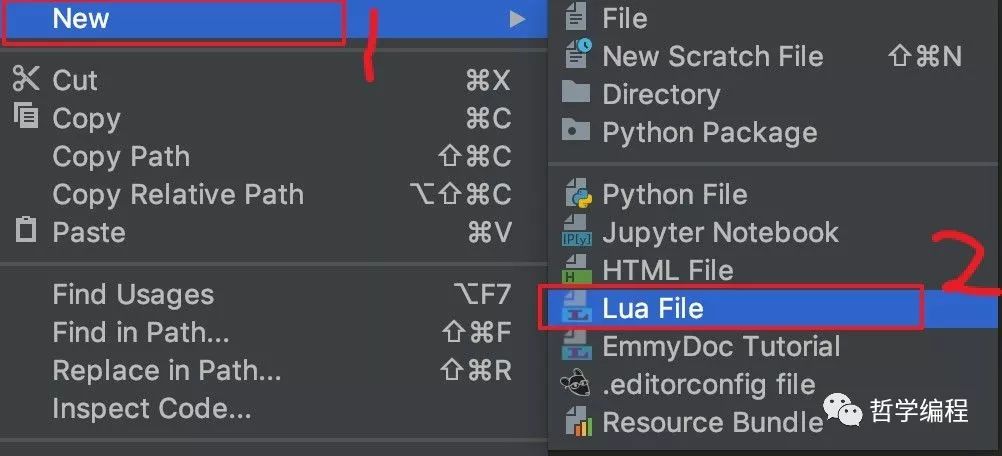 New
1
Cut ⌘X
Copy ⌘C
Copy Path ⇧⌘C
Copy Relative Path ⌥⇧⌘C
Paste ⌘V
Find Usages ⌥F7
Find in Path... ⇧⌘F
Replace in Path... ⇧⌘R
Inspect Code...
File
New Scratch File ⇧⌘N
Directory
Python Package
Python File
IP[y] Jupyter Notebook
H HTML File
2
L Lua File
L EmmyDoc Tutorial
.editorconfig file
Resource Bundle
哲学编程